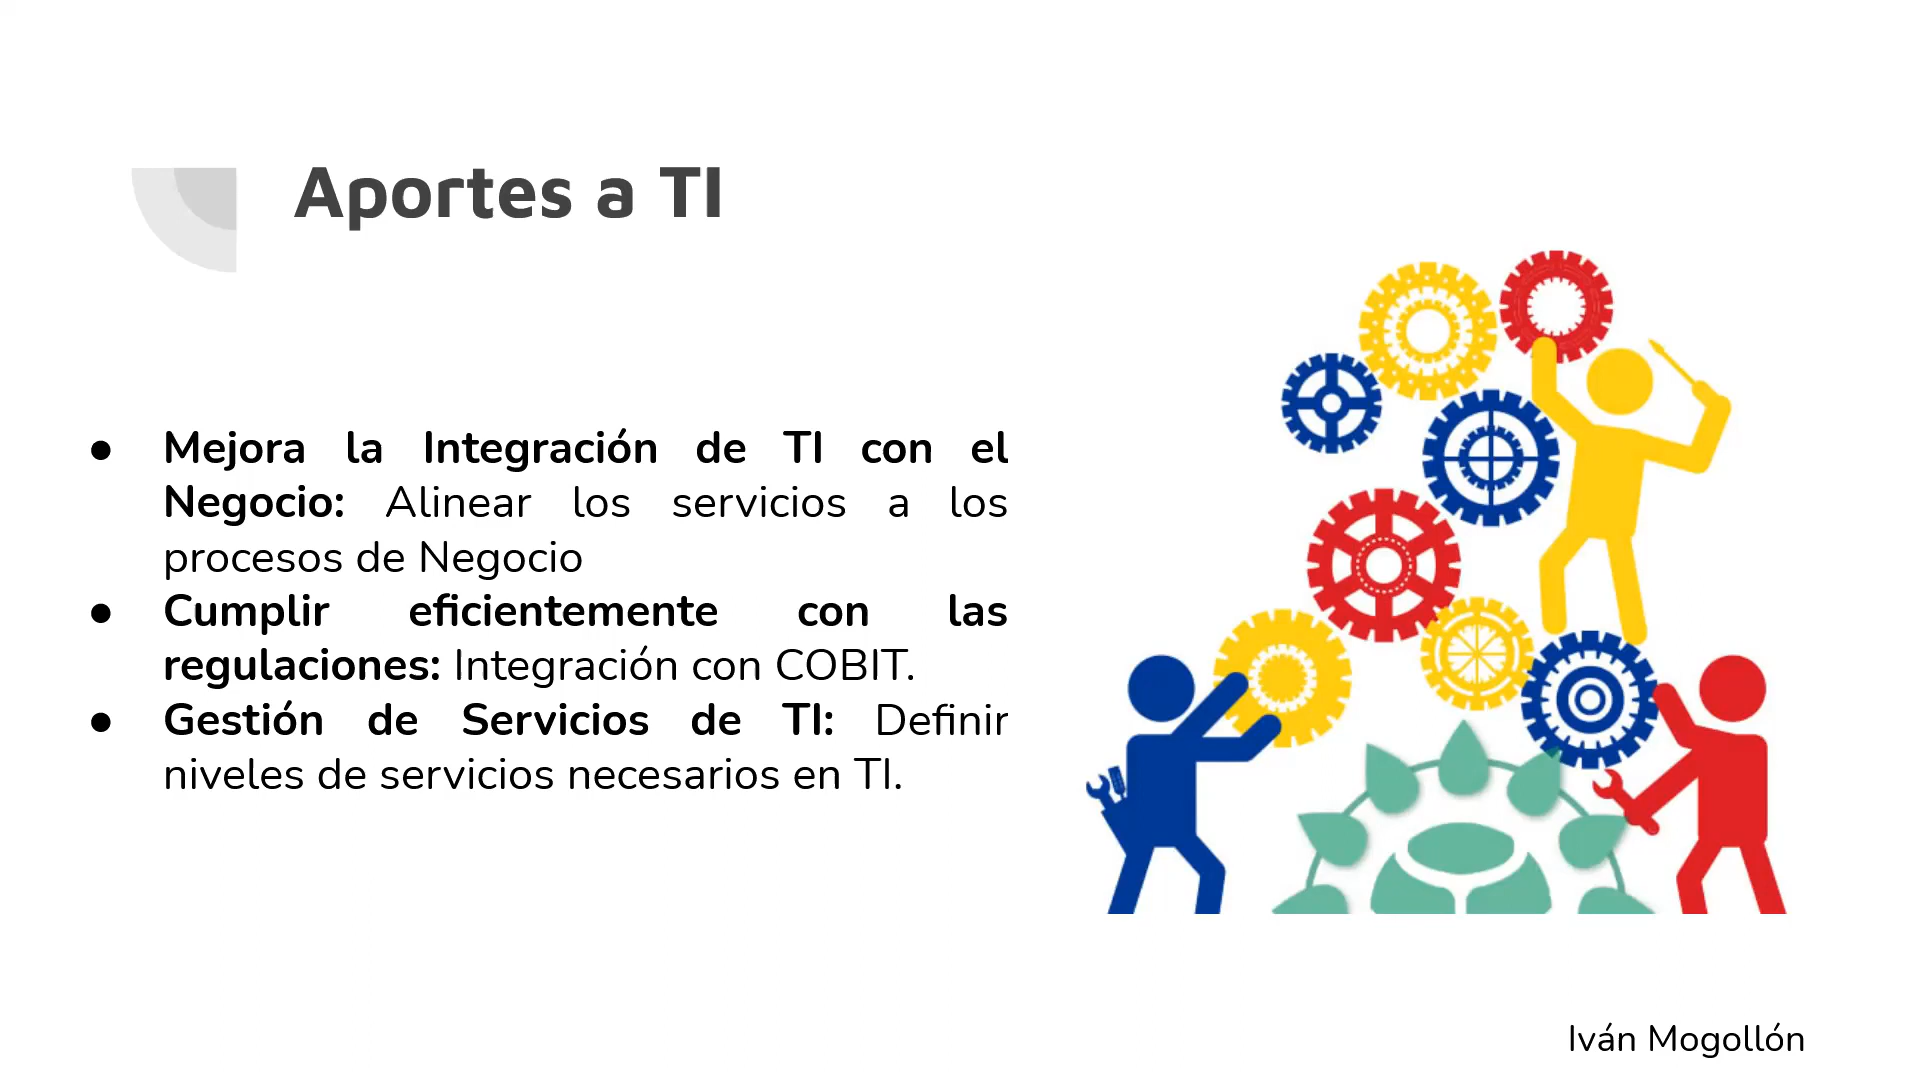 Aportes a TI
● Mejora la Integración de TI con el
Negocio: Alinear los servicios a los
procesos de Negocio
● Cumplir eficientemente con las
regulaciones: Integración con COBIT.
● Gestión de Servicios de TI: Definir
niveles de servicios necesarios en TI.
Iván Mogollón